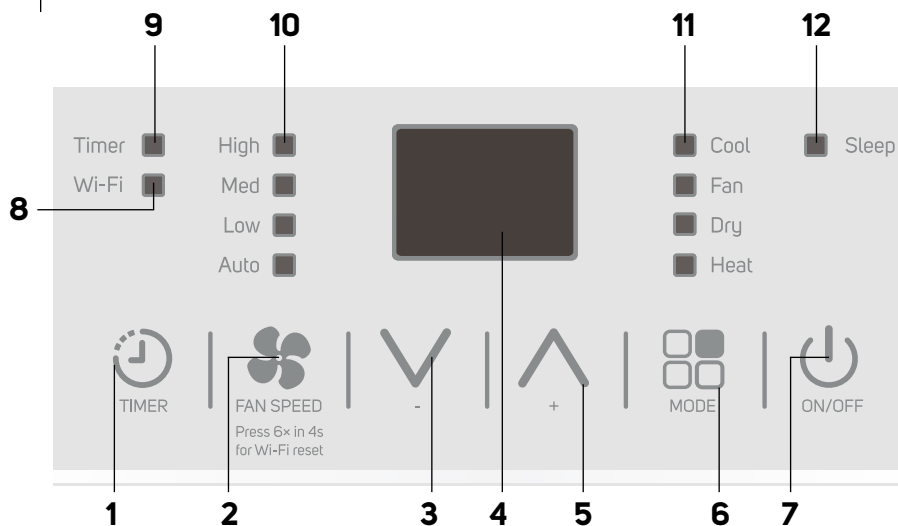 9 10 11 12
Timer High Cool Sleep
Wi-Fi Med Fan
8
Low Dry
Auto Heat
TIMER FAN SPEED - + MODE ON/OFF
Press 6× in 4s
for Wi-Fi reset
1 2 3 4 5 6 7